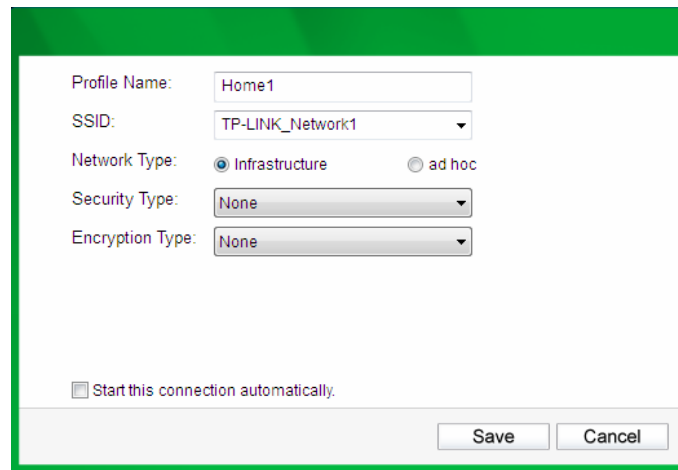 Profile Name: Home1
SSID: TP-LINK_Network1
Network Type: Infrastructure ad hoc
Security Type: None
Encryption Type: None
Start this connection automatically.
Save Cancel